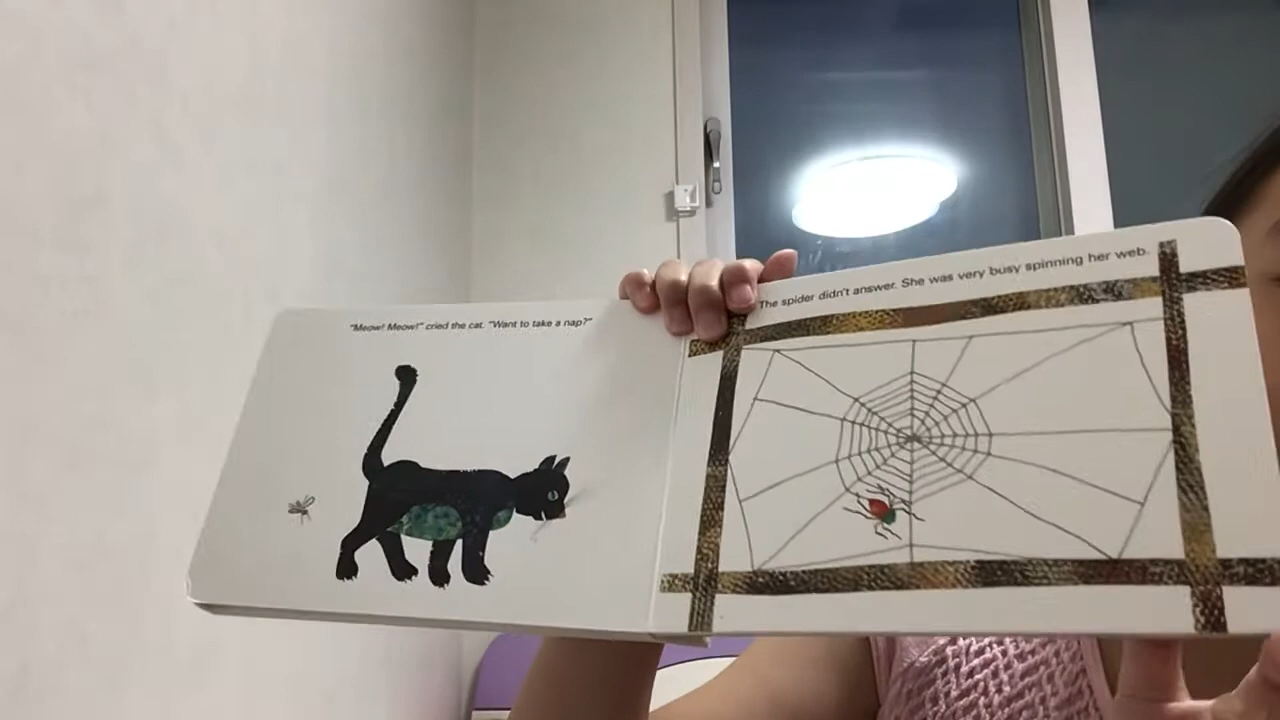 "Meow! Meow!" cried the cat. "Want to take a nap?"
The spider didn't answer. She was very busy spinning her web.